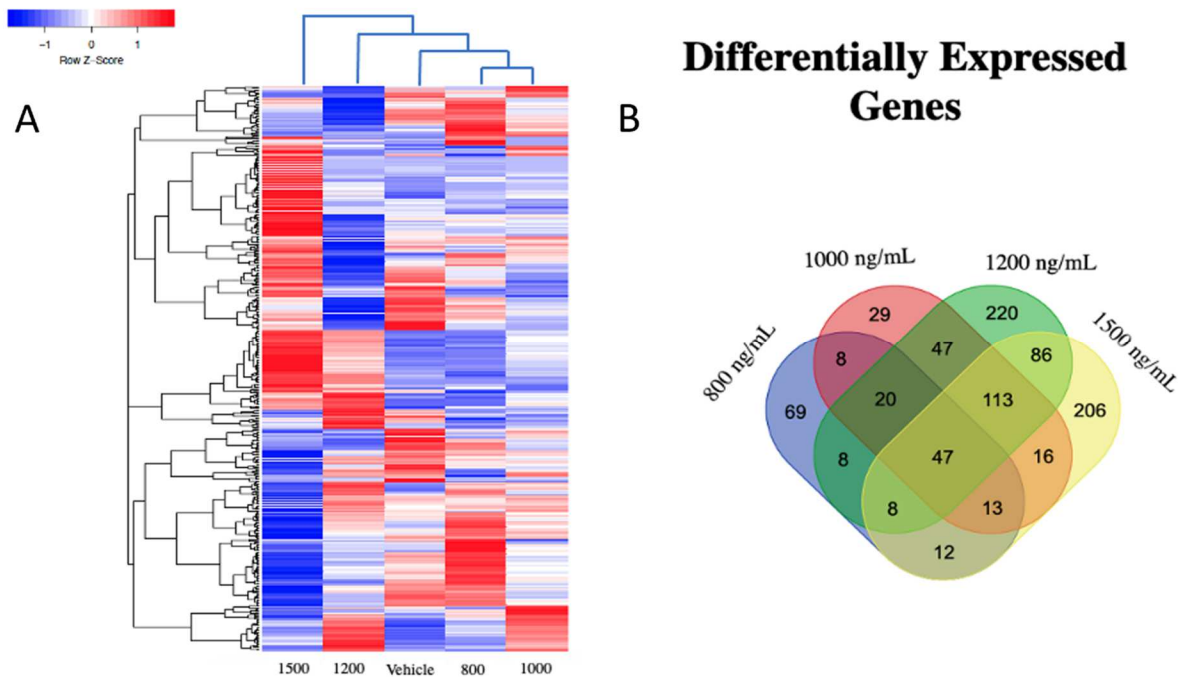 -1 0 1
Row Z-Score
A
1500 1200 Vehicle 800 1000
Differentially Expressed
Genes
B
1000 ng/mL
1200 ng/mL
800 ng/mL
1500 ng/mL
29
220
8
47
86
69
20
113
206
8
47
16
8
13
12